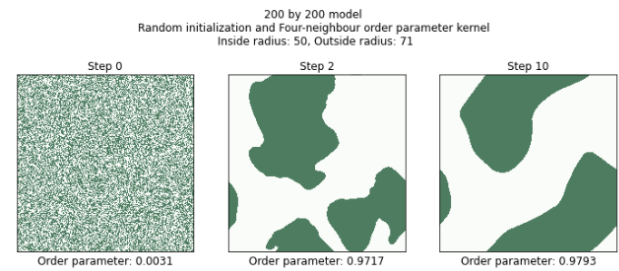 200 by 200 model
Random initialization and Four-neighbour order parameter kernel
Inside radius: 50, Outside radius: 71
Step 0
Step 2
Step 10
Order parameter: 0.0031
Order parameter: 0.9717
Order parameter: 0.9793